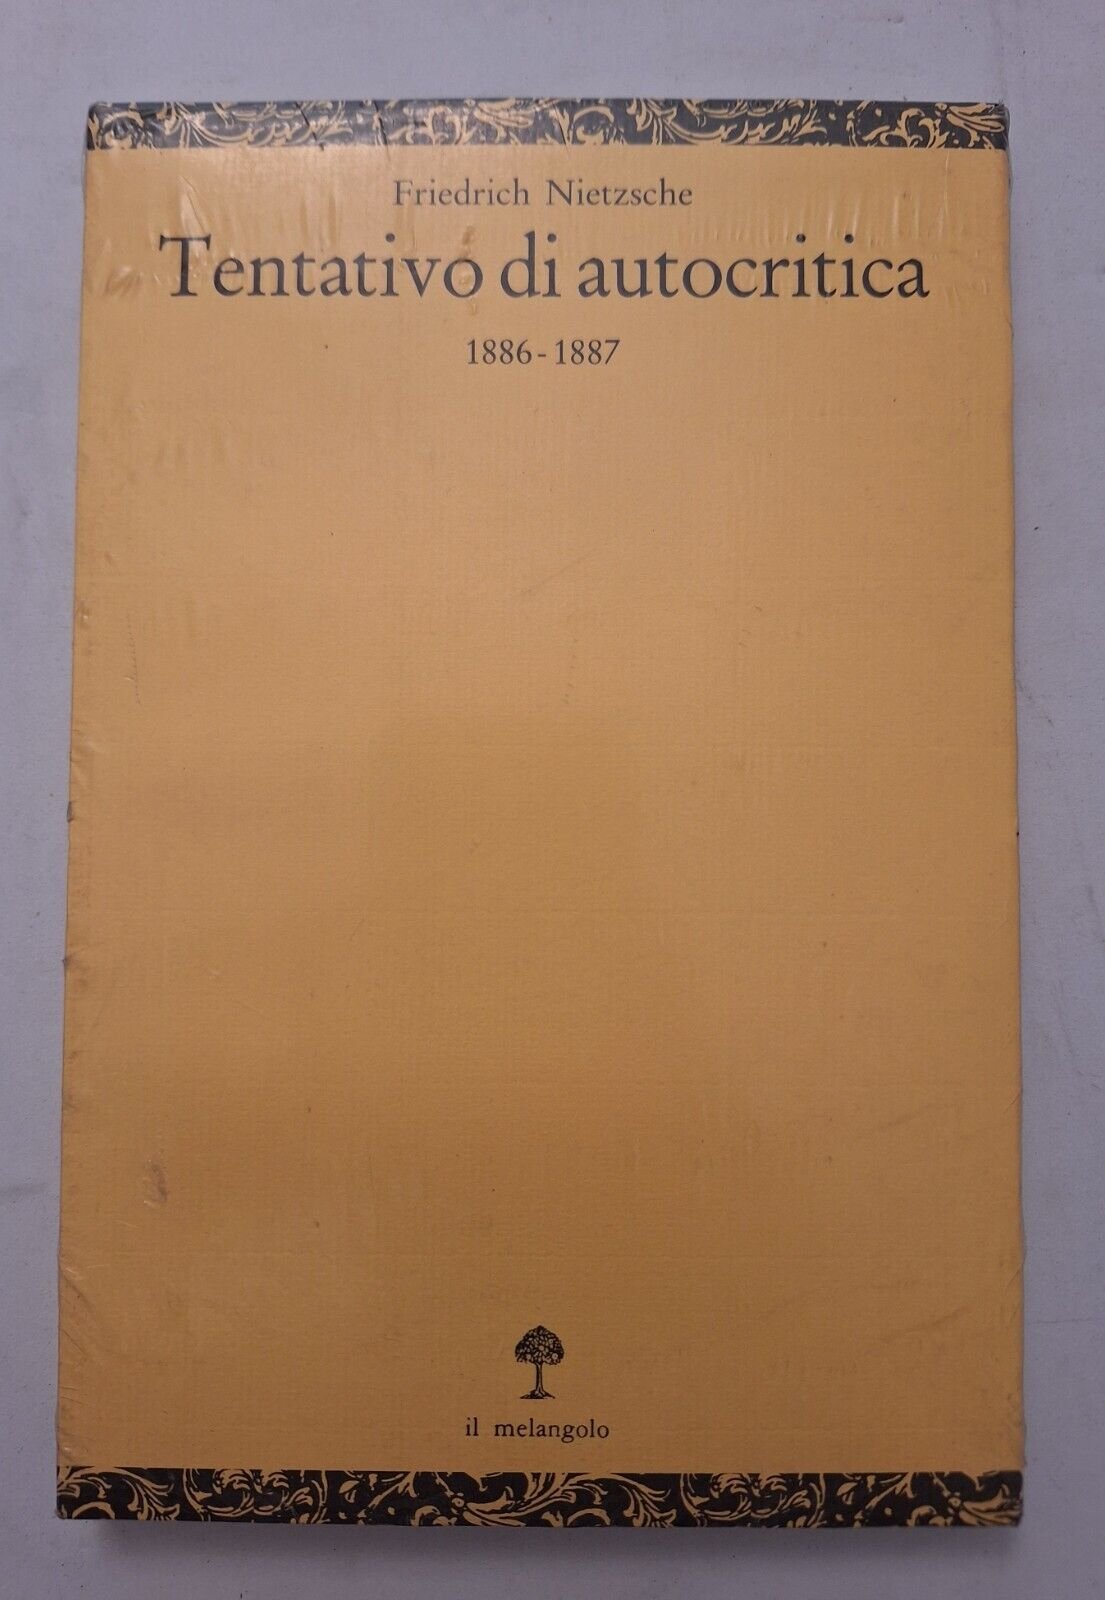 Friedrich Nietzsche
Tentativo di autocritica
1886-1887
il melangolo